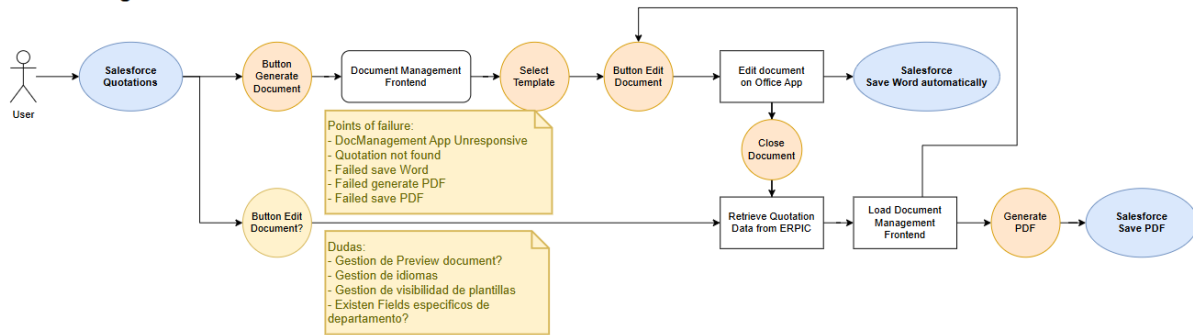 Button
Generate
Document
Document Management
Frontend
Select
Template
Button Edit
Document
Edit document
on Office App
Salesforce
Save Word automatically
Salesforce
Quotations
User
Points of failure:
- DocManagement App Unresponsive
- Quotation not found
- Failed save Word
- Failed generate PDF
- Failed save PDF
Close
Document
Button Edit
Document?
Retrieve Quotation
Data from ERPIC
Load Document
Management
Frontend
Generate
PDF
Salesforce
Save PDF
Dudas:
- Gestion de Preview document?
- Gestion de idiomas
- Gestion de visibilidad de plantillas
- Existen Fields especificos de
departamento?